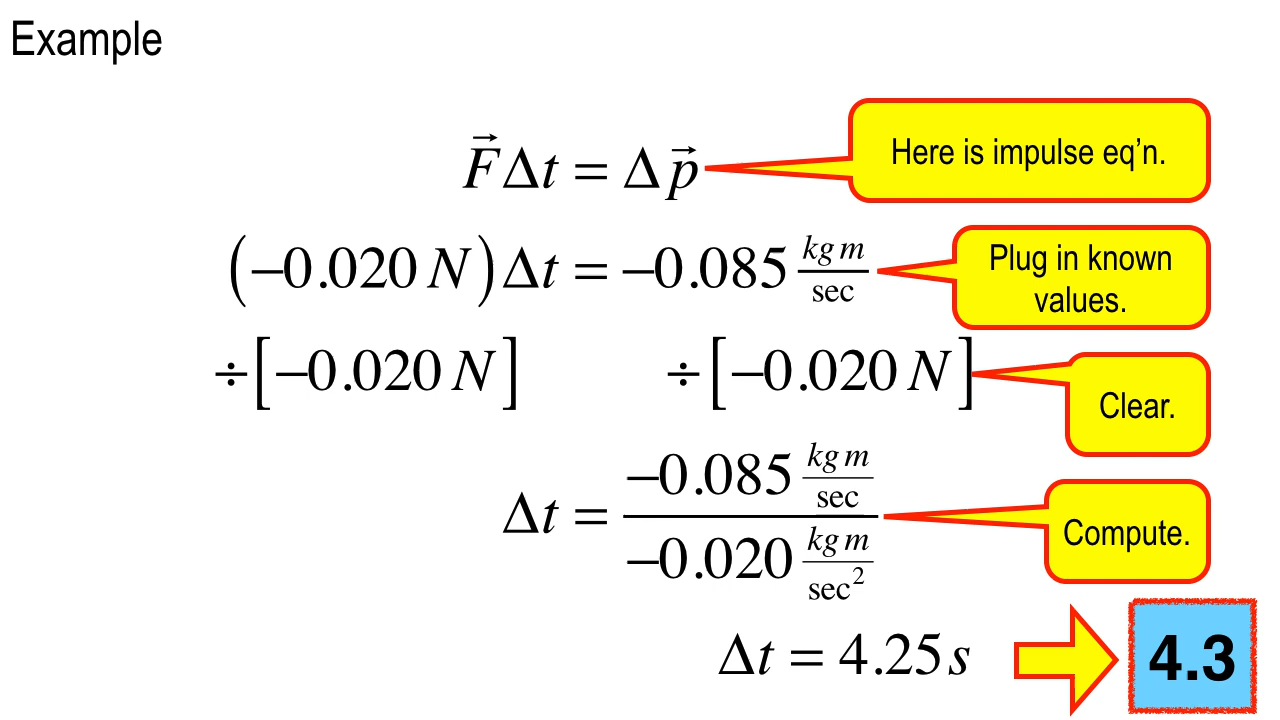 Example
F⃗Δt = Δp⃗
Here is impulse eq’n.
(−0.020 N)Δt = −0.085 kg m/sec
Plug in known
values.
÷[−0.020 N] ÷[−0.020 N]
Clear.
Δt = −0.085 kg m/sec / −0.020 kg m/sec²
Compute.
Δt = 4.25 s
4.3